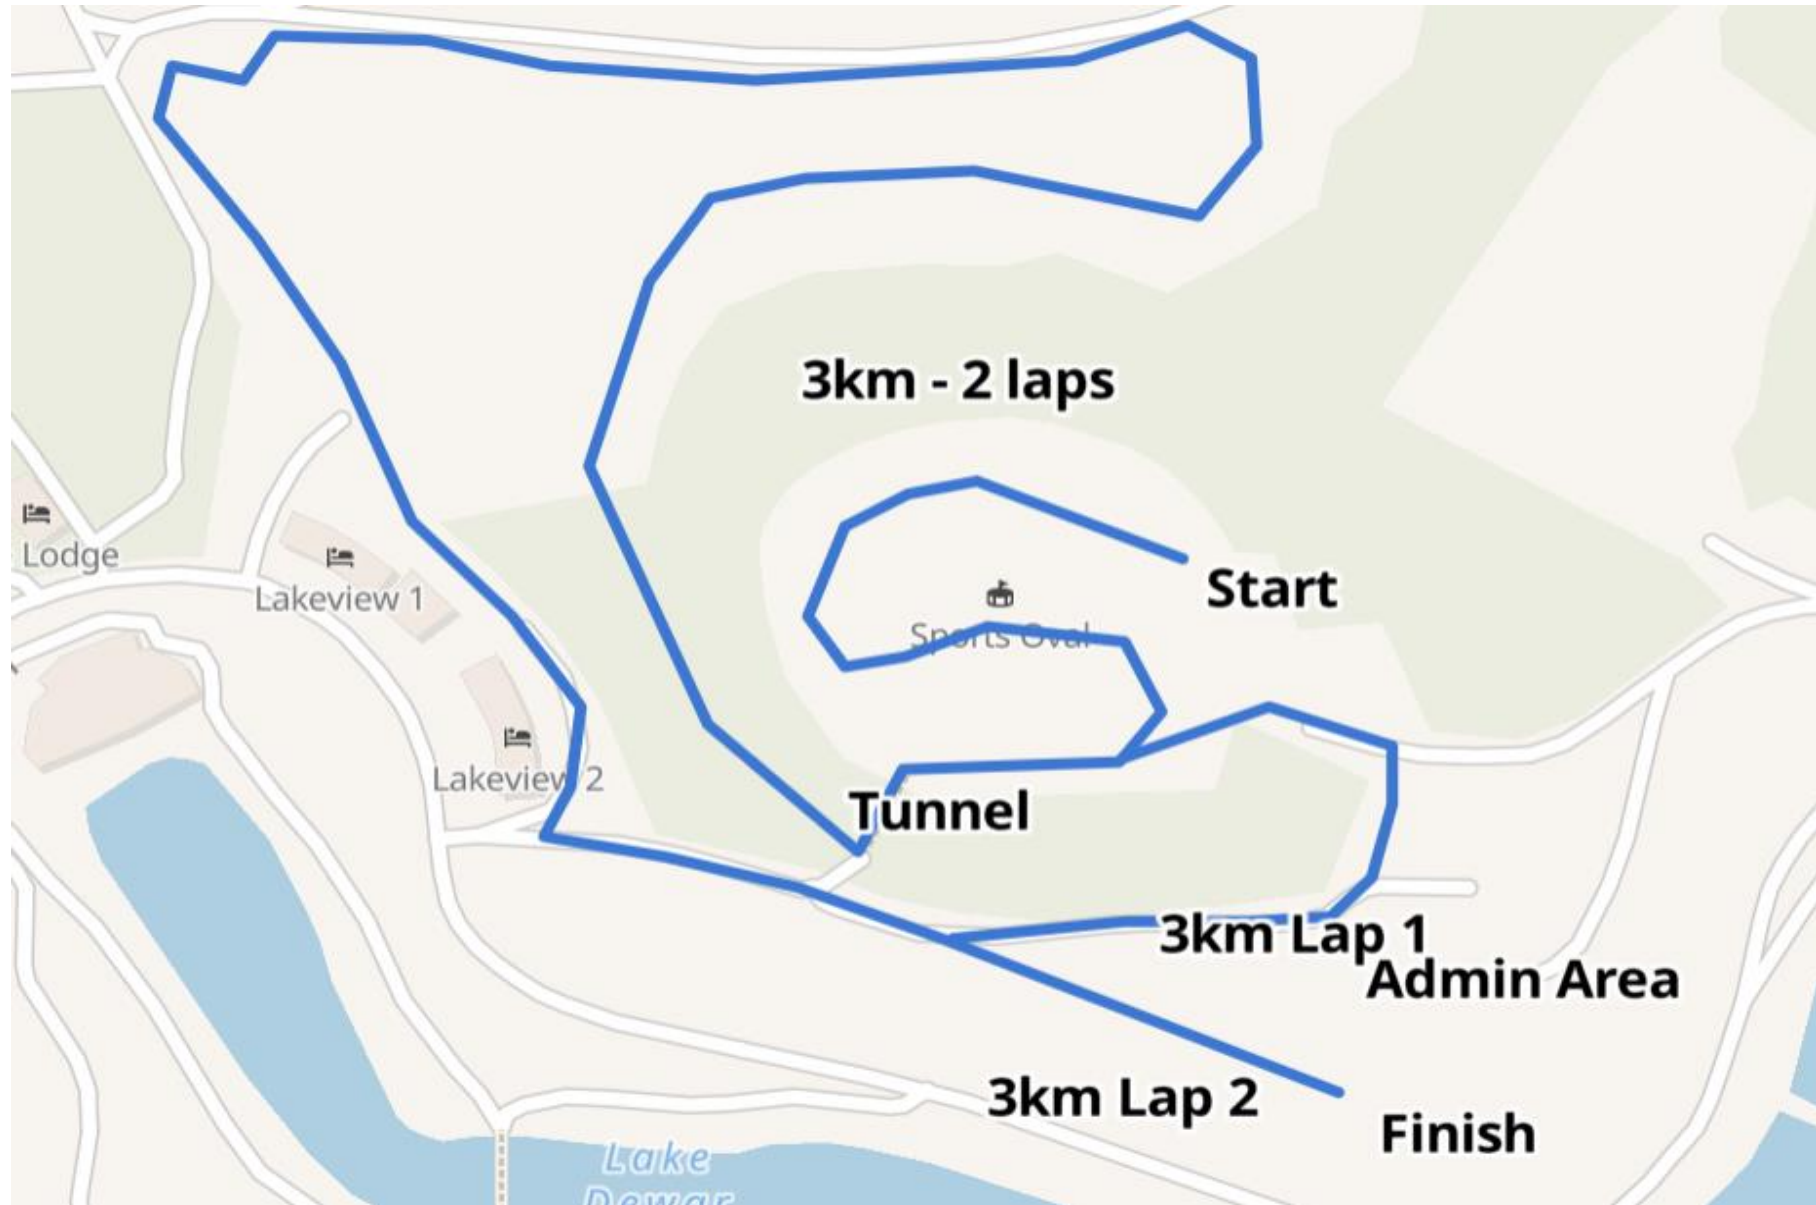 3km - 2 laps
Lodge
Start
Lakeview 1
Sports Oval
Lakeview 2
Tunnel
3km Lap 1
Admin Area
3km Lap 2
Finish
Lake
Dewar